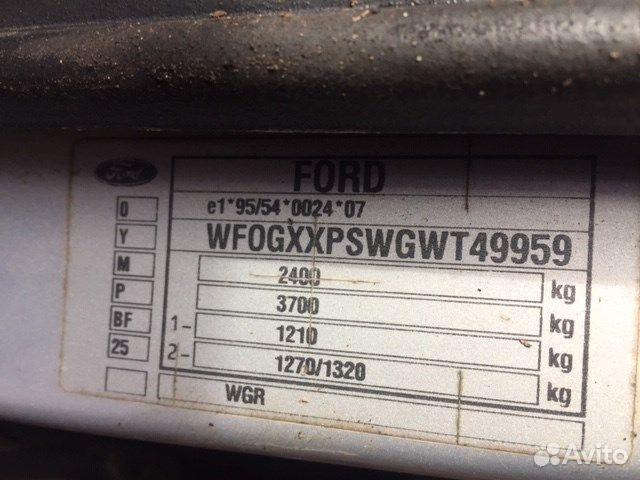 Ford
FORD
0 e1*95/54*0024*07
Y WF0GXXPSWGWT49959
M 2400 kg
P 3700 kg
BF 1- 1210 kg
25 2- 1270/1320 kg
WGR
Avito